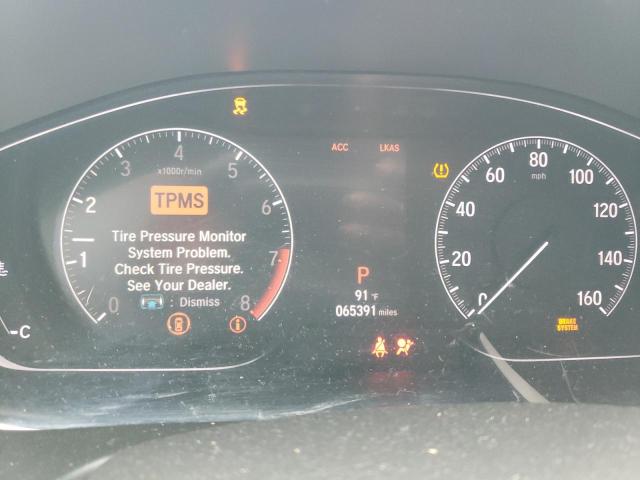 ACC LKAS
x1000r/min
0 1 2 3 4 5 6 7 8
TPMS
Tire Pressure Monitor
System Problem.
Check Tire Pressure.
See Your Dealer.
: Dismiss
P
91 °F
065391 miles
mph
0 20 40 60 80 100 120 140 160
BRAKE
SYSTEM
C